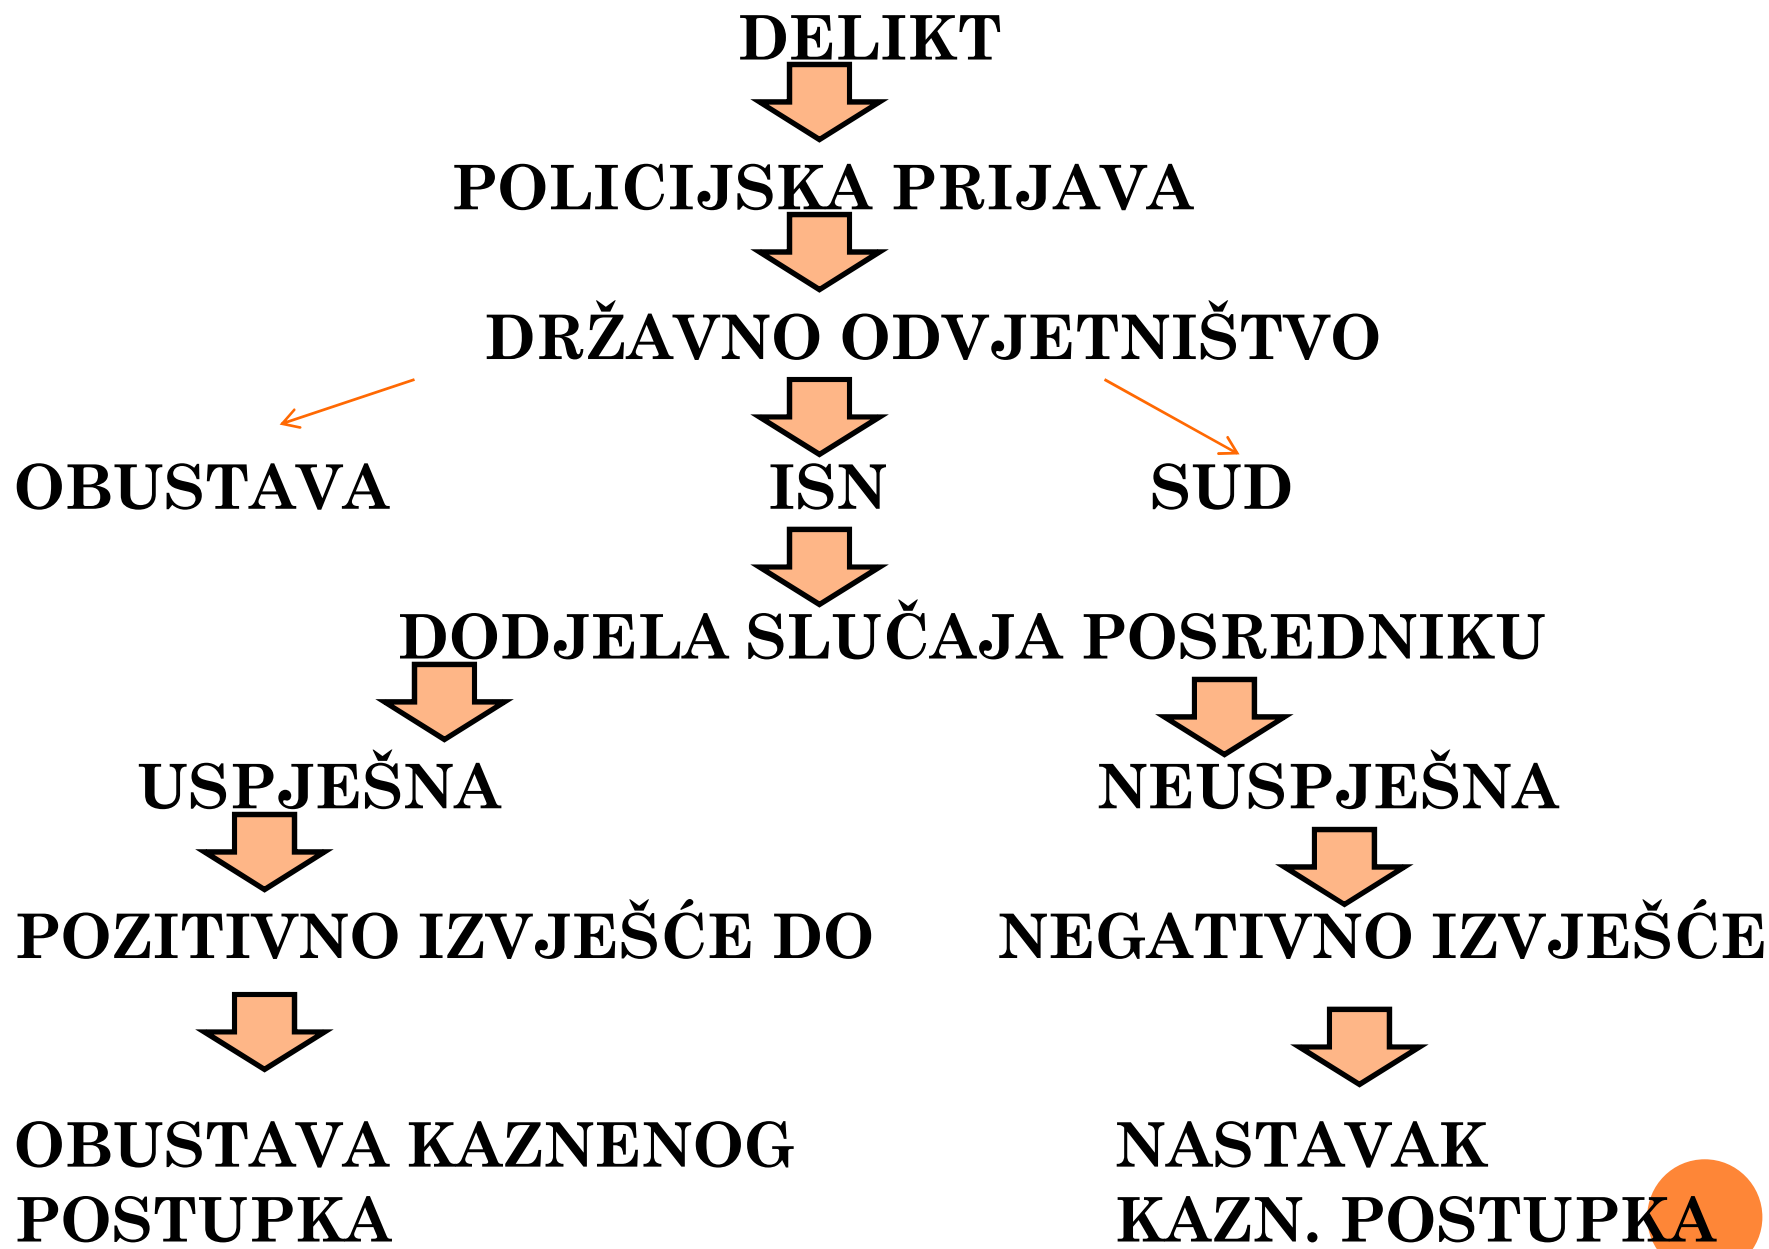 DELIKT
POLICIJSKA PRIJAVA
DRŽAVNO ODVJETNIŠTVO
OBUSTAVA ISN SUD
DODJELA SLUČAJA POSREDNIKU
USPJEŠNA NEUSPJEŠNA
POZITIVNO IZVJEŠĆE DO NEGATIVNO IZVJEŠĆE
OBUSTAVA KAZNENOG NASTAVAK
POSTUPKA KAZN. POSTUPKA